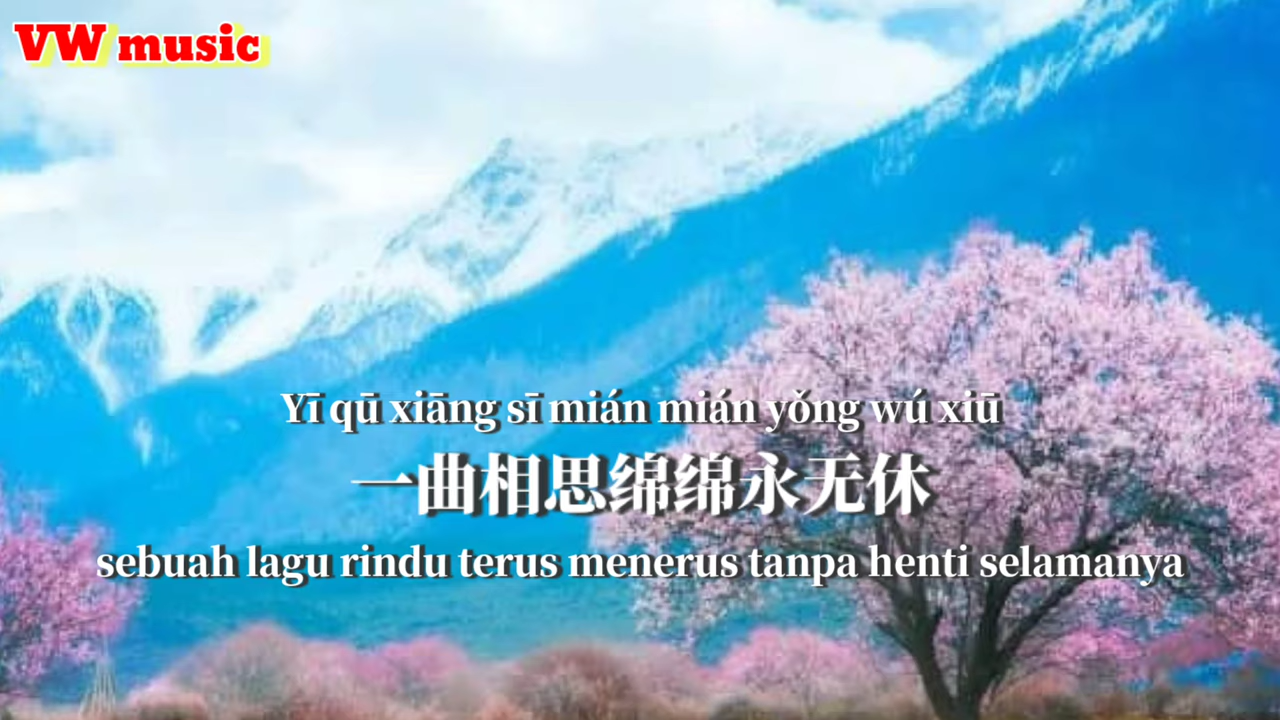 VW music
Yī qū xiāng sī mián mián yǒng wú xiū
一曲相思绵绵永无休
sebuah lagu rindu terus menerus tanpa henti selamanya